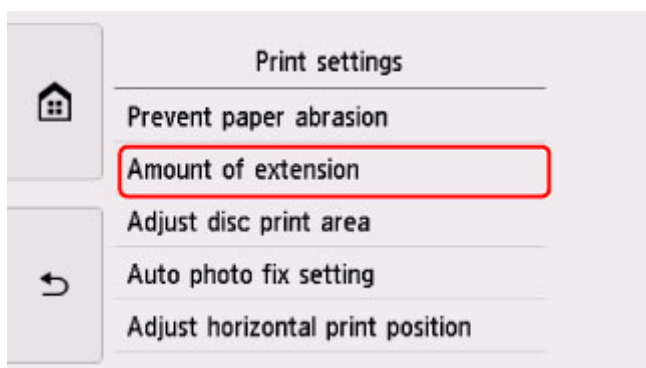 Print settings
Prevent paper abrasion
Amount of extension
Adjust disc print area
Auto photo fix setting
Adjust horizontal print position